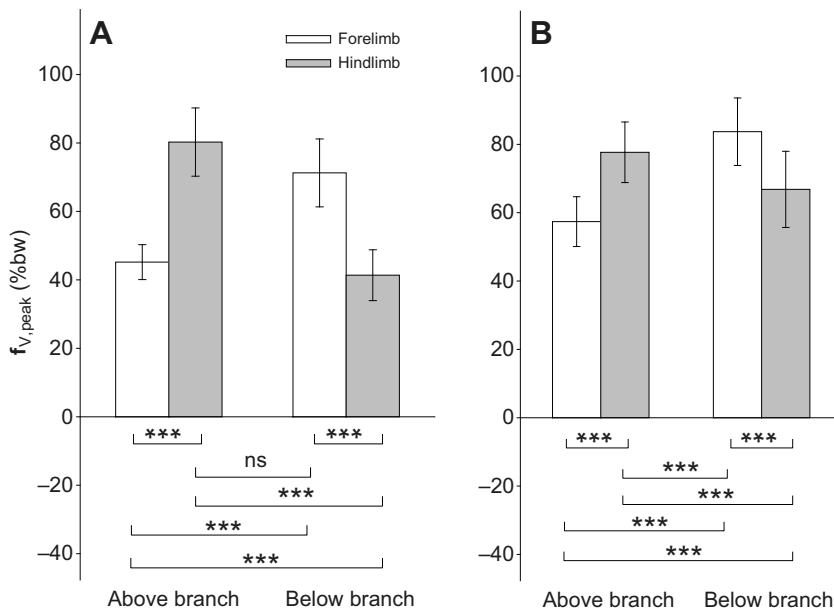 A
Forelimb
Hindlimb
f V,peak (%bw)
100
80
60
40
20
0
–20
–40
***
***
ns
***
***
***
Above branch
Below branch
B
100
80
60
40
20
0
–20
–40
***
***
***
***
***
***
Above branch
Below branch